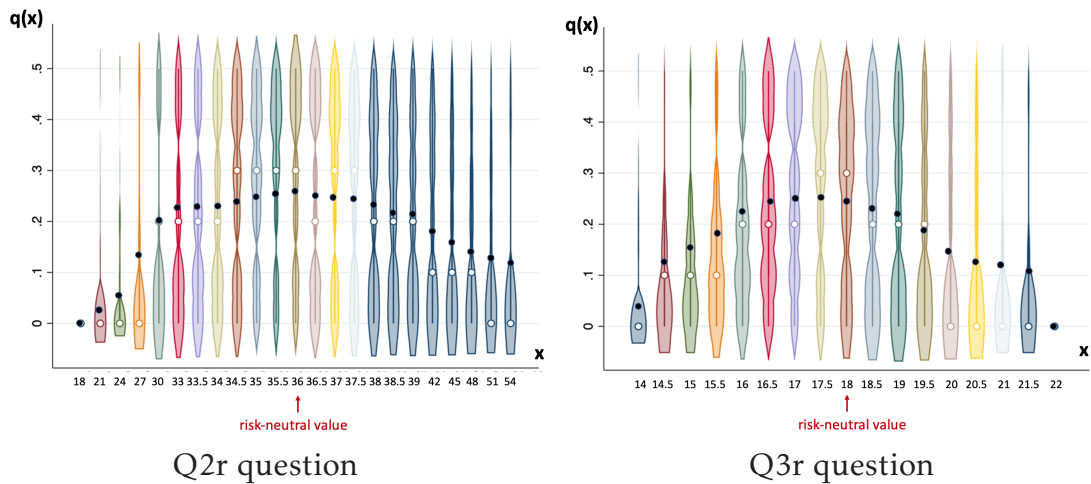 q(x)
.5
.4
.3
.2
.1
0
x
18 21 24 27 30 33 33.5 34 34.5 35 35.5 36 36.5 37 37.5 38 38.5 39 42 45 48 51 54
risk-neutral value
Q2r question
q(x)
.5
.4
.3
.2
.1
0
x
14 14.5 15 15.5 16 16.5 17 17.5 18 18.5 19 19.5 20 20.5 21 21.5 22
risk-neutral value
Q3r question